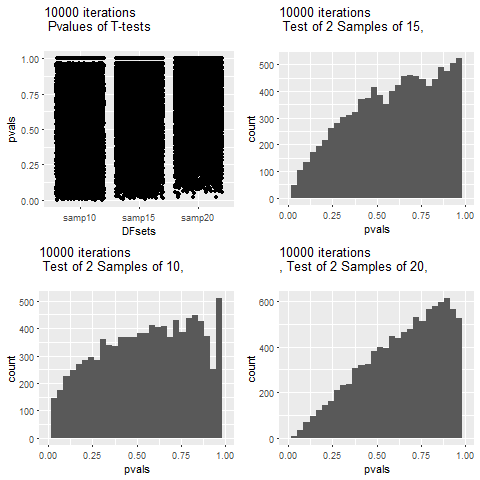 10000 iterations
Pvalues of T-tests
1.00
0.75
0.50
0.25
0.00
pvals
samp10 samp15 samp20
DFsets
10000 iterations
Test of 2 Samples of 15,
500
400
300
200
100
0
count
0.00 0.25 0.50 0.75 1.00
pvals
10000 iterations
Test of 2 Samples of 10,
500
400
300
200
100
0
count
0.00 0.25 0.50 0.75 1.00
pvals
10000 iterations
, Test of 2 Samples of 20,
600
400
200
0
count
0.00 0.25 0.50 0.75 1.00
pvals